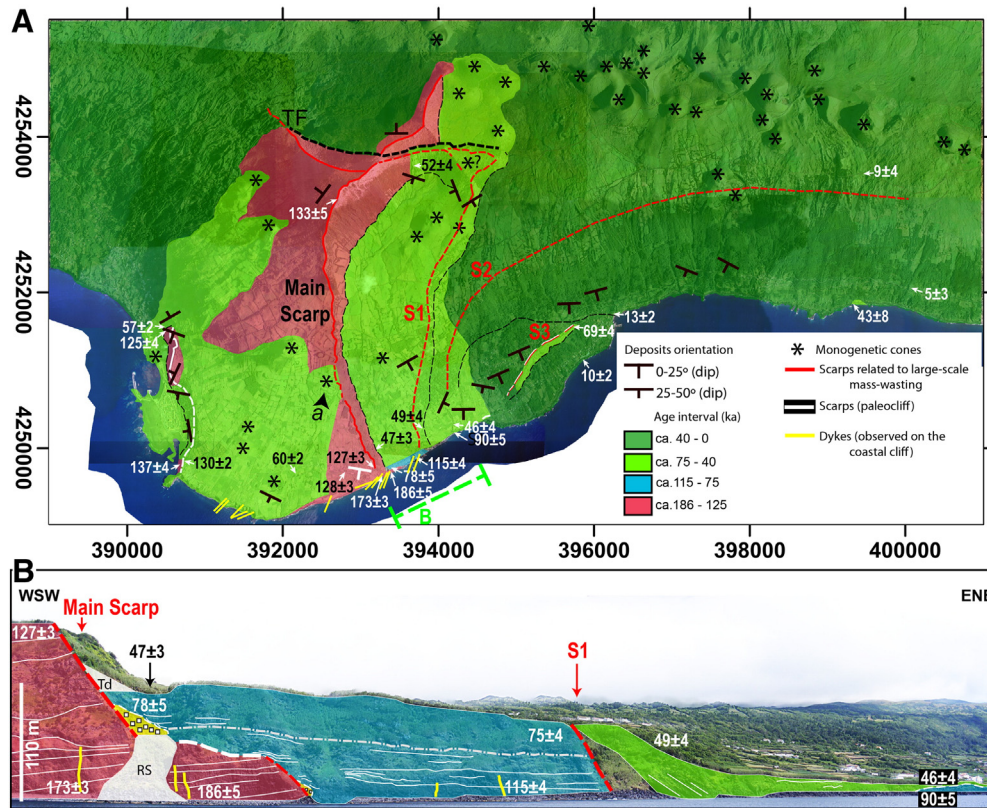 A
390000 392000 394000 396000 398000 400000
4254000
4252000
4250000
TF
52±4
?
9±4
133±5
Main
Scarp
S1
S2
S3
5±3
57±2
125±4
13±2
69±4
43±8
10±2
a
49±4
46±4
90±5
47±3
137±4
130±2
60±2
127±3
128±3
115±4
78±5
186±5
173±3
B
Deposits orientation
0-25º (dip)
25-50º (dip)
Age interval (ka)
ca. 40 - 0
ca. 75 - 40
ca.115 - 75
ca.186 - 125
Monogenetic cones
Scarps related to large-scale
mass-wasting
Scarps (paleocliff)
Dykes (observed on the
coastal cliff)
390000 392000 394000 396000 398000 400000
B
WSW
ENE
Main Scarp
S1
127±3
47±3
Td
78±5
110 m
RS
75±4
49±4
173±3
186±5
115±4
46±4
90±5